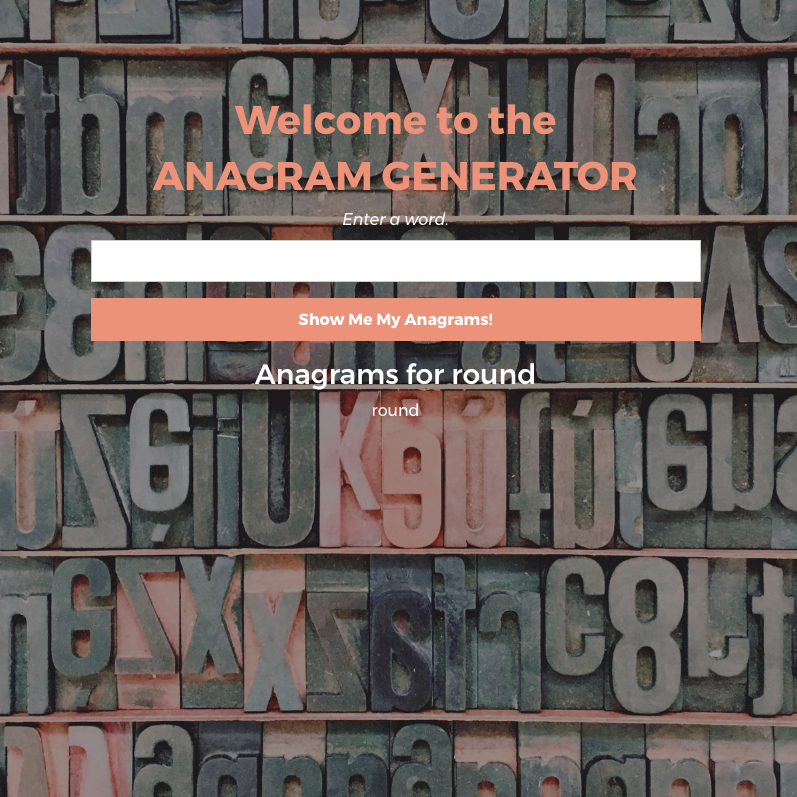 Welcome to the
ANAGRAM GENERATOR
Enter a word.
Show Me My Anagrams!
Anagrams for round
round